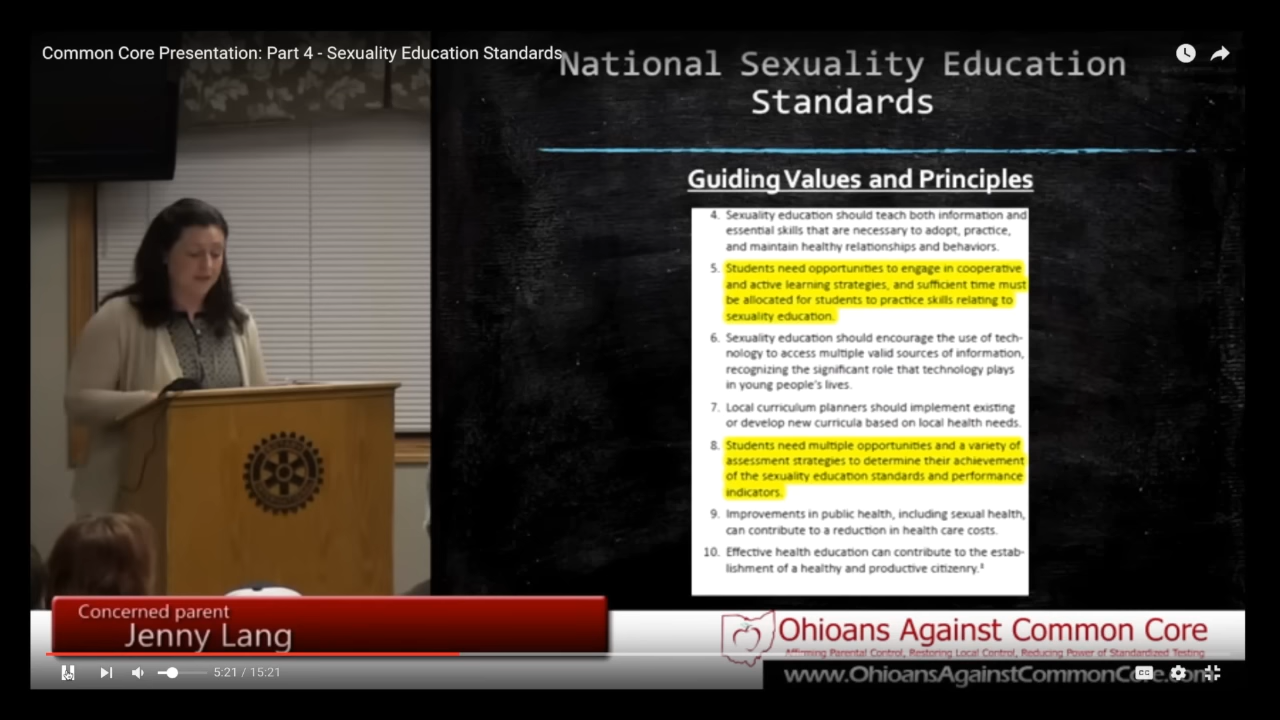 Common Core Presentation: Part 4 - Sexuality Education Standards
National Sexuality Education
Standards
Guiding Values and Principles
4. Sexuality education should teach both information and
essential skills that are necessary to adopt, practice,
and maintain healthy relationships and behaviors.
5. Students need opportunities to engage in cooperative
and active learning strategies, and sufficient time must
be allocated for students to practice skills relating to
sexuality education.
6. Sexuality education should encourage the use of tech-
nology to access multiple valid sources of information,
recognizing the significant role that technology plays
in young people's lives.
7. Local curriculum planners should implement existing
or develop new curricula based on local health needs.
8. Students need multiple opportunities and a variety of
assessment strategies to determine their achievement
of the sexuality education standards and performance
indicators.
9. Improvements in public health, including sexual health,
can contribute to a reduction in health care costs.
10. Effective health education can contribute to the estab-
lishment of a healthy and productive citizenry.
Concerned parent
Jenny Lang
Ohioans Against Common Core
Affirming Parental Control, Restoring Local Control, Reducing Power of Standardized Testing
www.OhioansAgainstCommonCore.com
5:21 / 15:21
CC